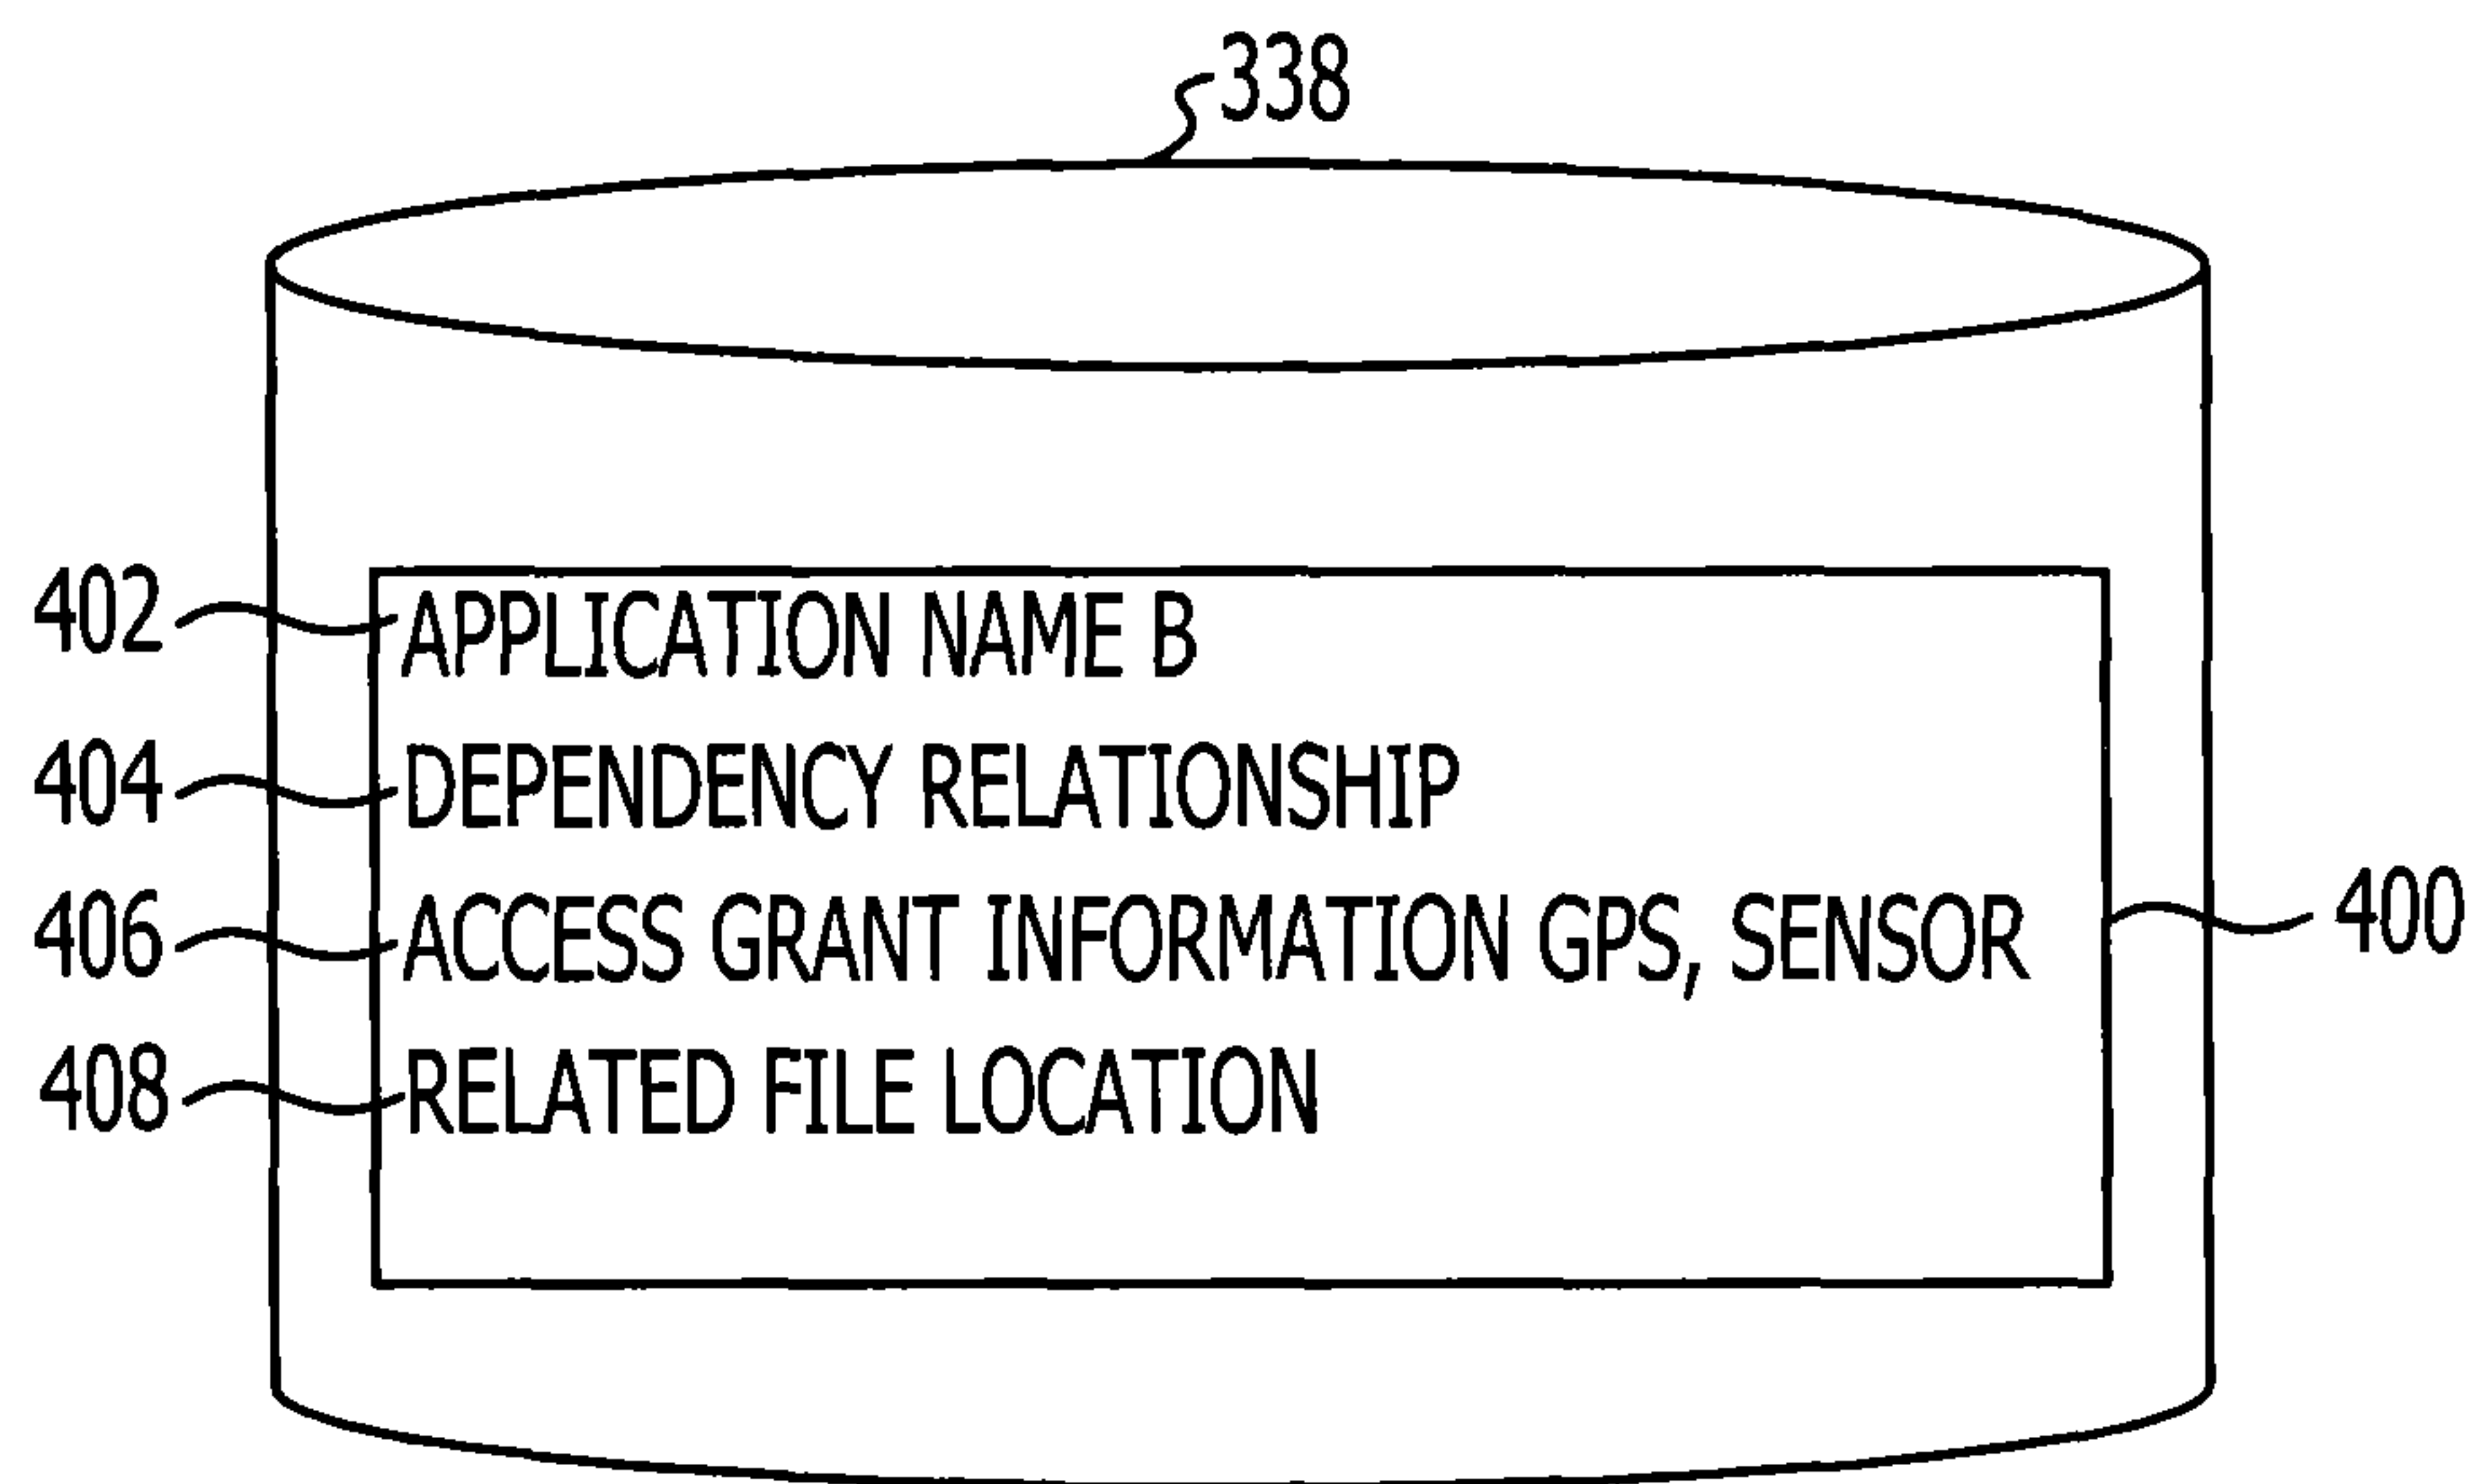 338
402 APPLICATION NAME B
404 DEPENDENCY RELATIONSHIP
406 ACCESS GRANT INFORMATION GPS, SENSOR 400
408 RELATED FILE LOCATION